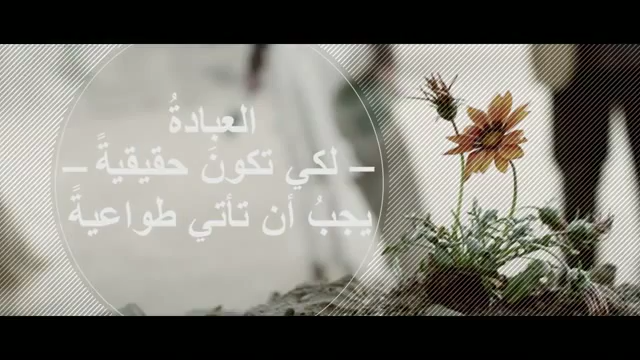 العبادةُ
– لكي تكونَ حقيقيةً –
يجبُ أن تأتي طواعيةً